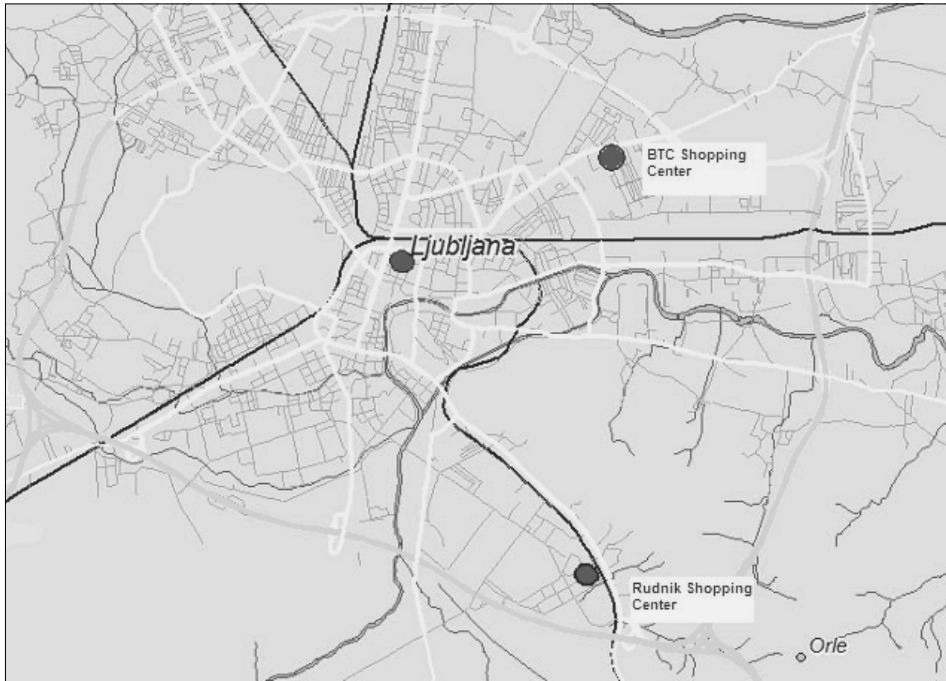 BTC Shopping
Center
Ljubljana
Rudnik Shopping
Center
Orle